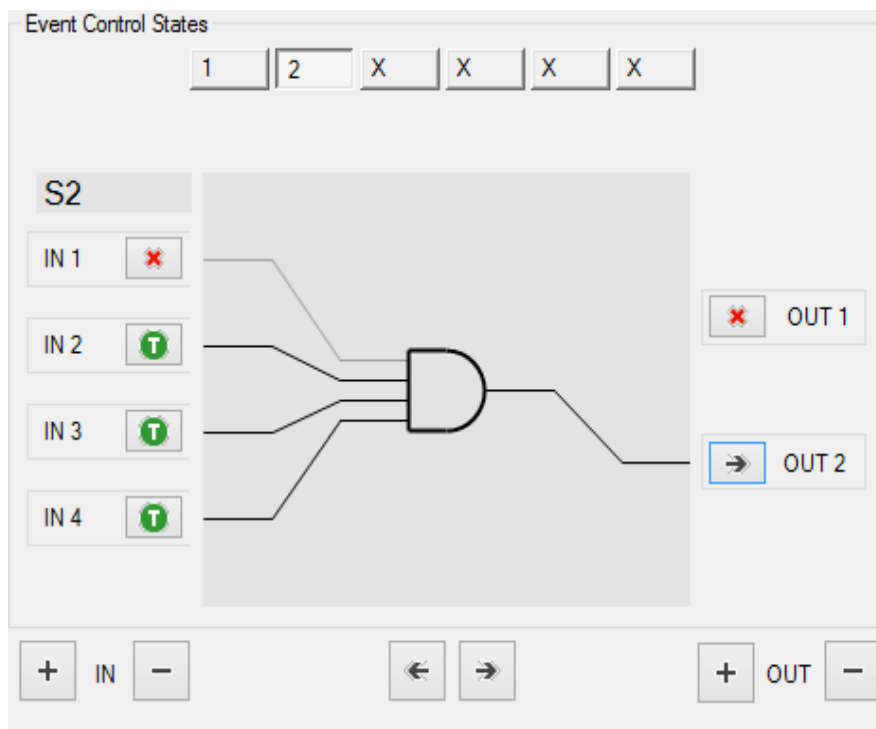 Event Control States
1 2 X X X X
S2
IN 1
OUT 1
IN 2 T
IN 3 T
OUT 2
IN 4 T
+ IN − + OUT −